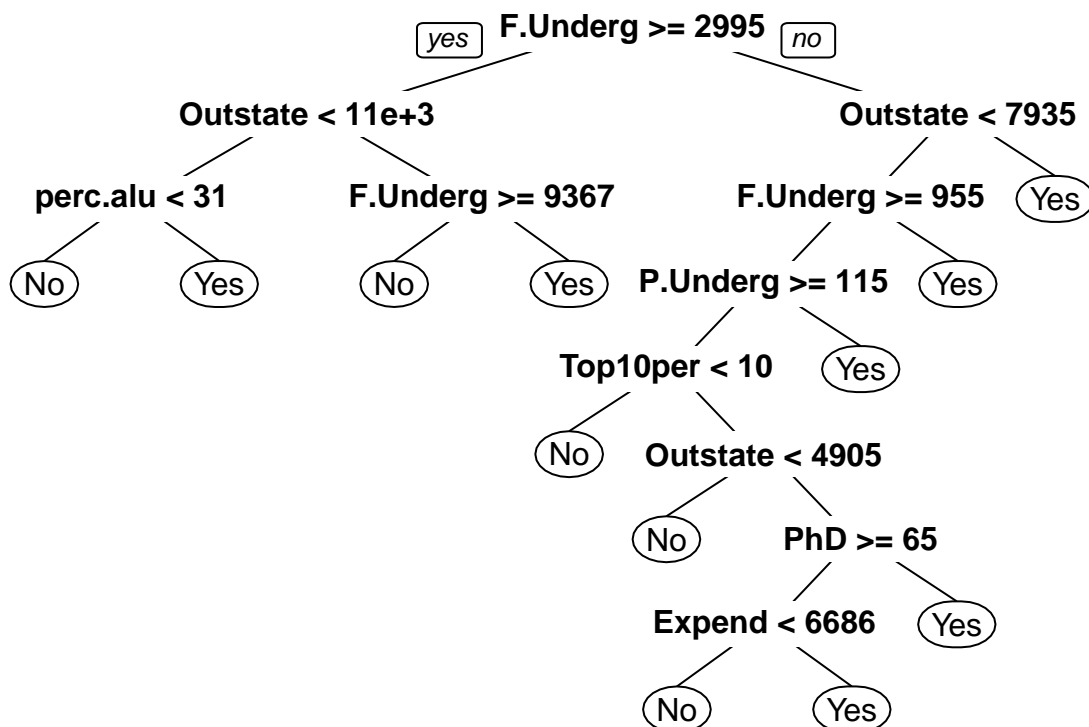 yes F.Underg >= 2995 no
Outstate < 11e+3 Outstate < 7935
perc.alu < 31 F.Underg >= 9367 F.Underg >= 955 Yes
No Yes No Yes P.Underg >= 115 Yes
Top10per < 10 Yes
No Outstate < 4905
No PhD >= 65
Expend < 6686 Yes
No Yes